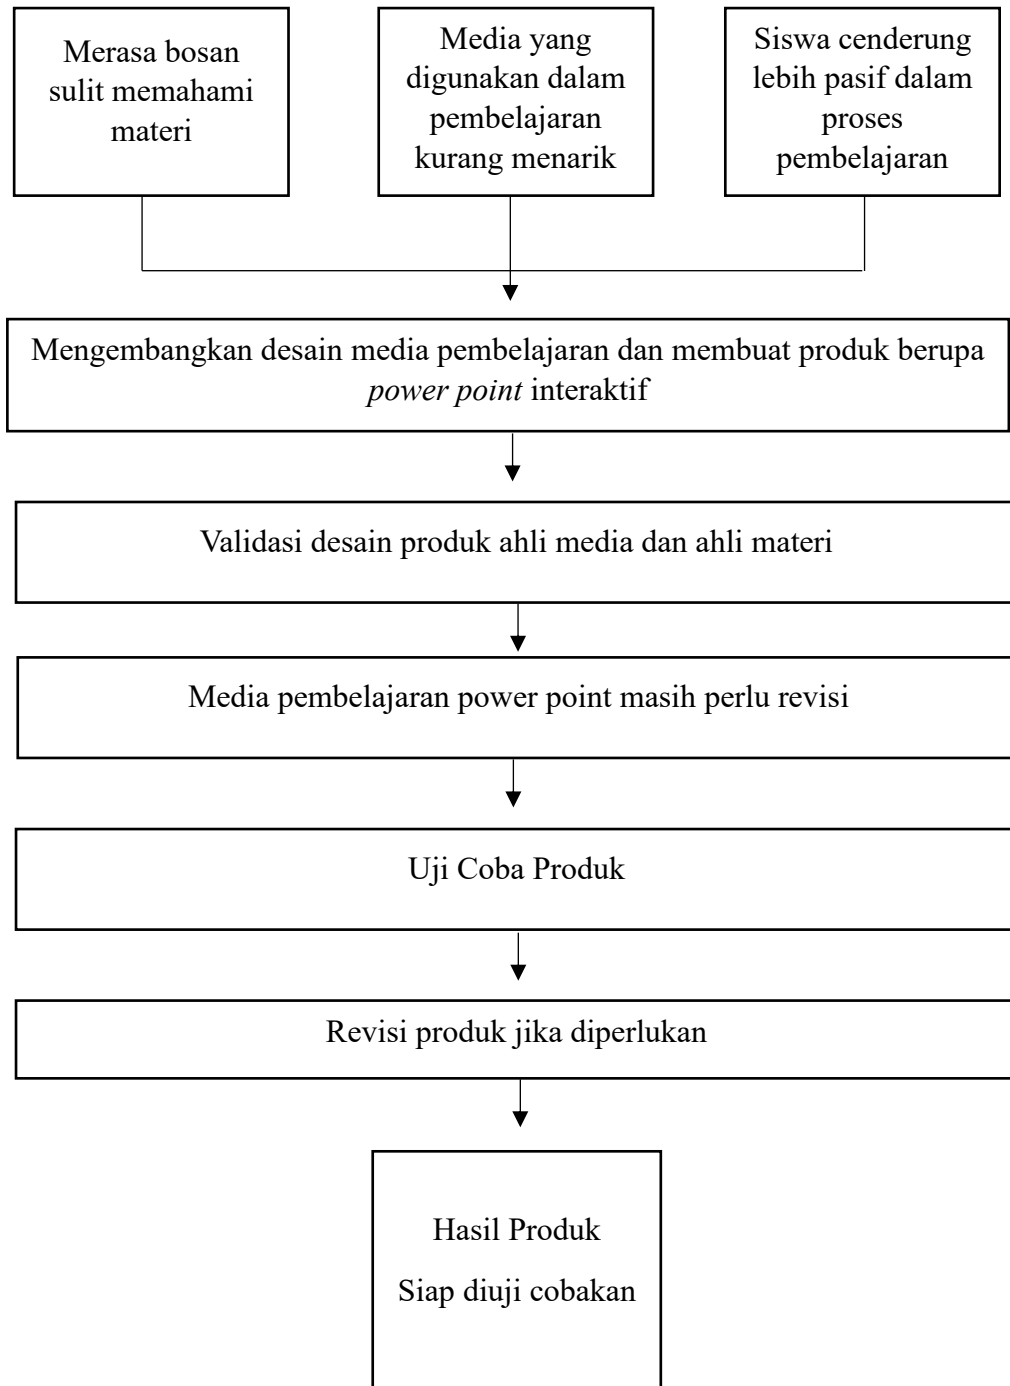 Merasa bosan
sulit memahami
materi
Media yang
digunakan dalam
pembelajaran
kurang menarik
Siswa cenderung
lebih pasif dalam
proses
pembelajaran
Mengembangkan desain media pembelajaran dan membuat produk berupa
power point interaktif
Validasi desain produk ahli media dan ahli materi
Media pembelajaran power point masih perlu revisi
Uji Coba Produk
Revisi produk jika diperlukan
Hasil Produk
Siap diuji cobakan